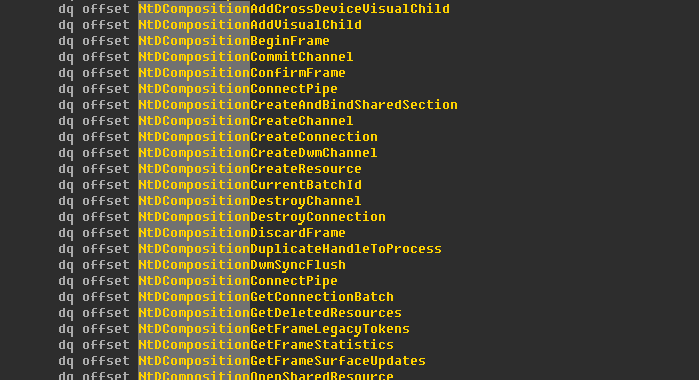 dq offset NtDCompositionAddCrossDeviceVisualChild
dq offset NtDCompositionAddVisualChild
dq offset NtDCompositionBeginFrame
dq offset NtDCompositionCommitChannel
dq offset NtDCompositionConfirmFrame
dq offset NtDCompositionConnectPipe
dq offset NtDCompositionCreateAndBindSharedSection
dq offset NtDCompositionCreateChannel
dq offset NtDCompositionCreateConnection
dq offset NtDCompositionCreateDwmChannel
dq offset NtDCompositionCreateResource
dq offset NtDCompositionCurrentBatchId
dq offset NtDCompositionDestroyChannel
dq offset NtDCompositionDestroyConnection
dq offset NtDCompositionDiscardFrame
dq offset NtDCompositionDuplicateHandleToProcess
dq offset NtDCompositionDwmSyncFlush
dq offset NtDCompositionConnectPipe
dq offset NtDCompositionGetConnectionBatch
dq offset NtDCompositionGetDeletedResources
dq offset NtDCompositionGetFrameLegacyTokens
dq offset NtDCompositionGetFrameStatistics
dq offset NtDCompositionGetFrameSurfaceUpdates
dq offset NtDCompositionOpenSharedResource